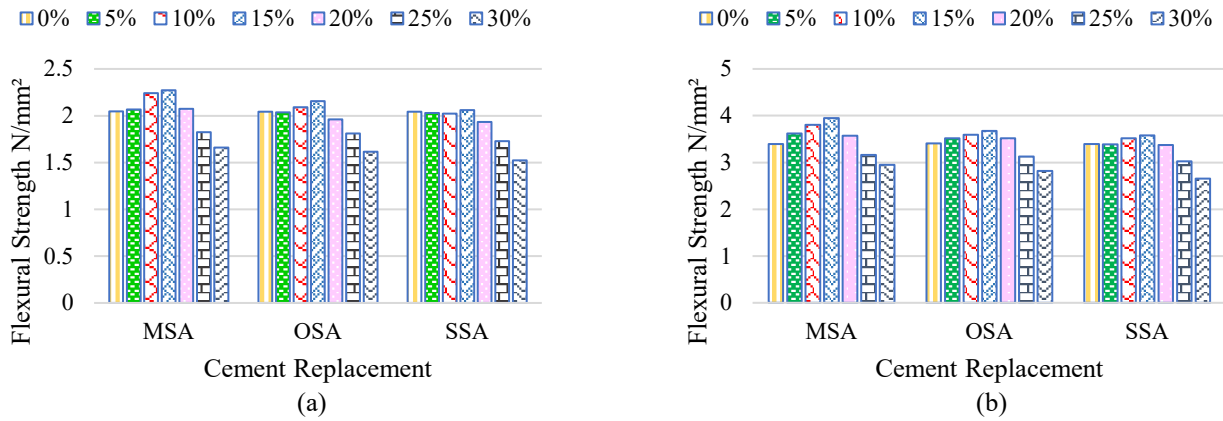 0% 5% 10% 15% 20% 25% 30%
Flexural Strength N/mm²
2.5
2
1.5
1
0.5
0
MSA OSA SSA
Cement Replacement
(a)
0% 5% 10% 15% 20% 25% 30%
Flexural Strength N/mm²
5
4
3
2
1
0
MSA OSA SSA
Cement Replacement
(b)